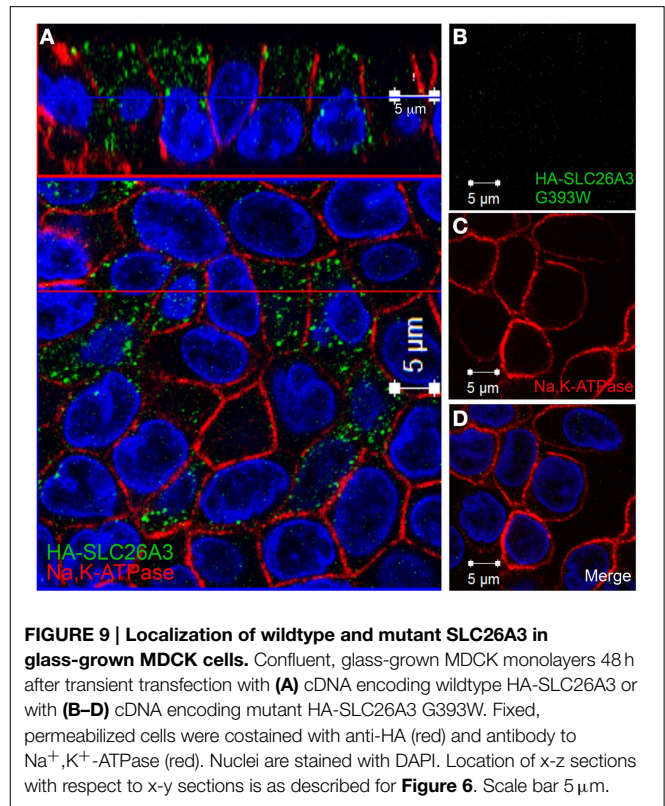 A
5 μm
5 μm
HA-SLC26A3
Na,K-ATPase
B
5 μm
HA-SLC26A3
G393W
C
5 μm
Na,K-ATPase
D
5 μm
Merge
FIGURE 9 | Localization of wildtype and mutant SLC26A3 in
glass-grown MDCK cells. Confluent, glass-grown MDCK monolayers 48 h
after transient transfection with (A) cDNA encoding wildtype HA-SLC26A3 or
with (B–D) cDNA encoding mutant HA-SLC26A3 G393W. Fixed,
permeabilized cells were costained with anti-HA (red) and antibody to
Na⁺,K⁺-ATPase (red). Nuclei are stained with DAPI. Location of x-z sections
with respect to x-y sections is as described for Figure 6. Scale bar 5 μm.